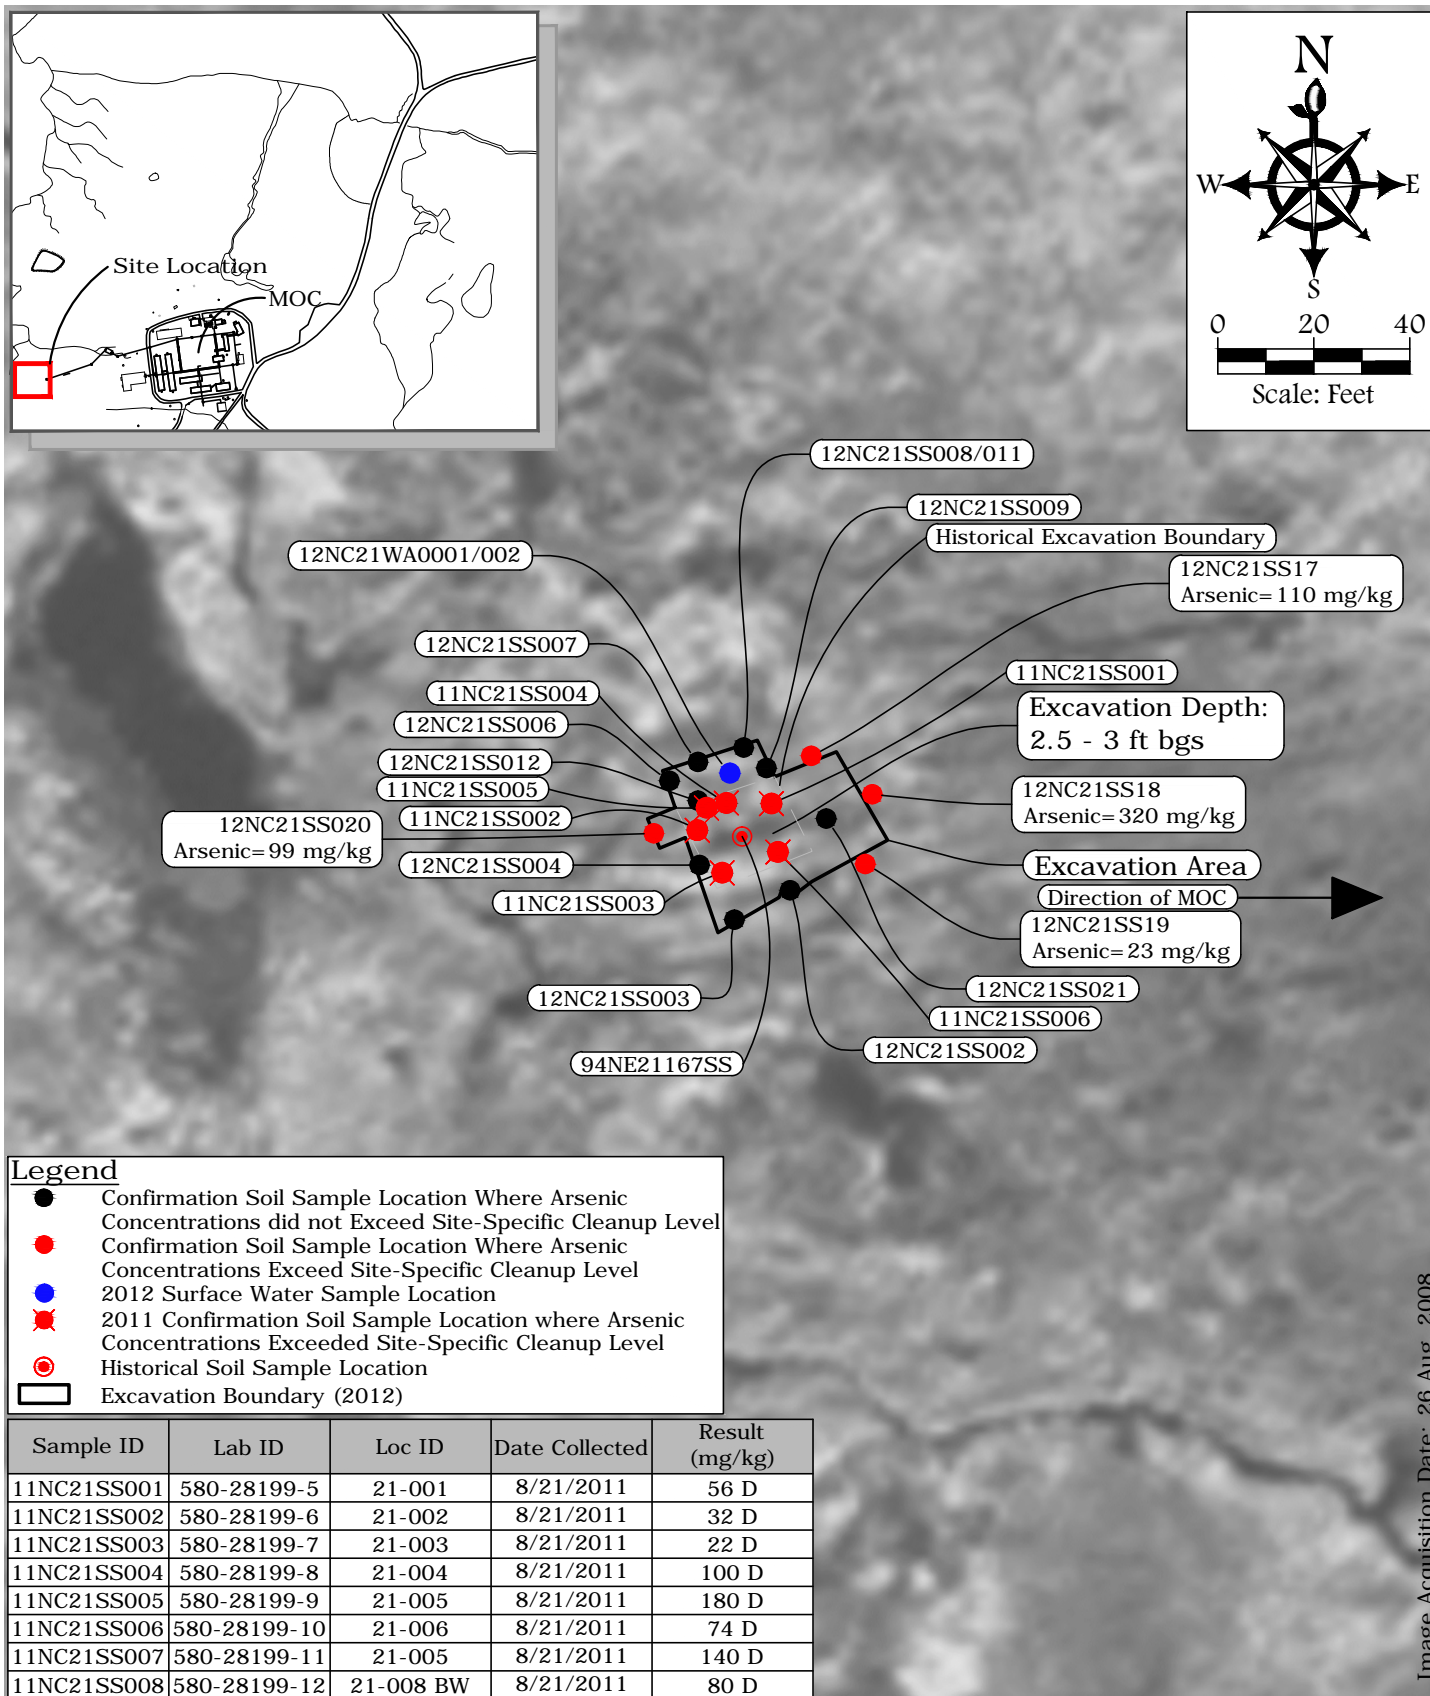 Site Location
MOC
N
W
E
S
0 20 40
Scale: Feet
12NC21SS008/011
12NC21SS009
Historical Excavation Boundary
12NC21WA0001/002
12NC21SS17
Arsenic=110 mg/kg
12NC21SS007
11NC21SS001
11NC21SS004
Excavation Depth:
2.5 - 3 ft bgs
12NC21SS006
12NC21SS012
11NC21SS005
12NC21SS18
Arsenic=320 mg/kg
11NC21SS002
12NC21SS020
Arsenic=99 mg/kg
12NC21SS004
Excavation Area
Direction of MOC
11NC21SS003
12NC21SS19
Arsenic=23 mg/kg
12NC21SS003
12NC21SS021
11NC21SS006
12NC21SS002
94NE21167SS
Legend
Confirmation Soil Sample Location Where Arsenic
Concentrations did not Exceed Site-Specific Cleanup Level
Confirmation Soil Sample Location Where Arsenic
Concentrations Exceed Site-Specific Cleanup Level
2012 Surface Water Sample Location
2011 Confirmation Soil Sample Location where Arsenic
Concentrations Exceeded Site-Specific Cleanup Level
Historical Soil Sample Location
Excavation Boundary (2012)
Sample ID Lab ID Loc ID Date Collected Result (mg/kg)
11NC21SS001 580-28199-5 21-001 8/21/2011 56 D
11NC21SS002 580-28199-6 21-002 8/21/2011 32 D
11NC21SS003 580-28199-7 21-003 8/21/2011 22 D
11NC21SS004 580-28199-8 21-004 8/21/2011 100 D
11NC21SS005 580-28199-9 21-005 8/21/2011 180 D
11NC21SS006 580-28199-10 21-006 8/21/2011 74 D
11NC21SS007 580-28199-11 21-005 8/21/2011 140 D
11NC21SS008 580-28199-12 21-008 BW 8/21/2011 80 D
Image Acquisition Date: 26 Aug 2008